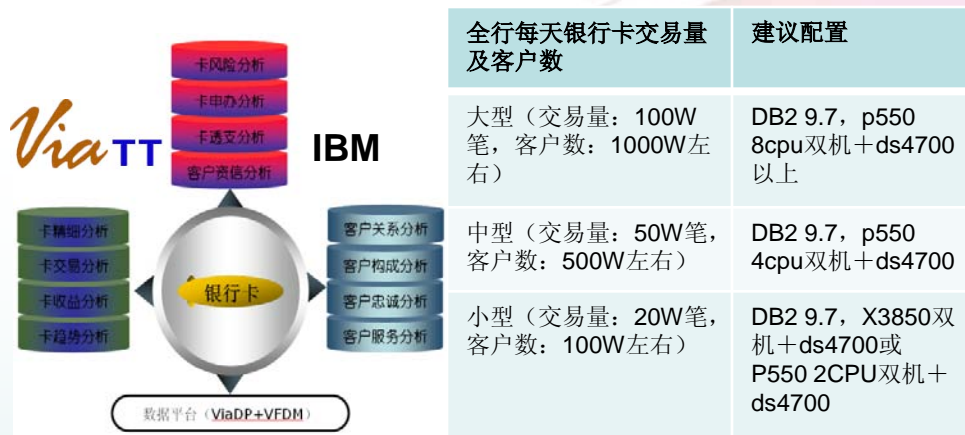 卡风险分析
卡申办分析
卡透支分析
客户资信分析
Via TT
IBM
卡精细分析
卡交易分析
卡收益分析
卡趋势分析
银行卡
客户关系分析
客户构成分析
客户忠诚分析
客户服务分析
数据平台（ViaDP+VFDM）
全行每天银行卡交易量
及客户数
建议配置
大型（交易量：100W
笔，客户数：1000W左
右）
DB2 9.7，p550
8cpu双机＋ds4700
以上
中型（交易量：50W笔，
客户数：500W左右）
DB2 9.7，p550
4cpu双机＋ds4700
小型（交易量：20W笔，
客户数：100W左右）
DB2 9.7，X3850双
机＋ds4700或
P550 2CPU双机＋
ds4700